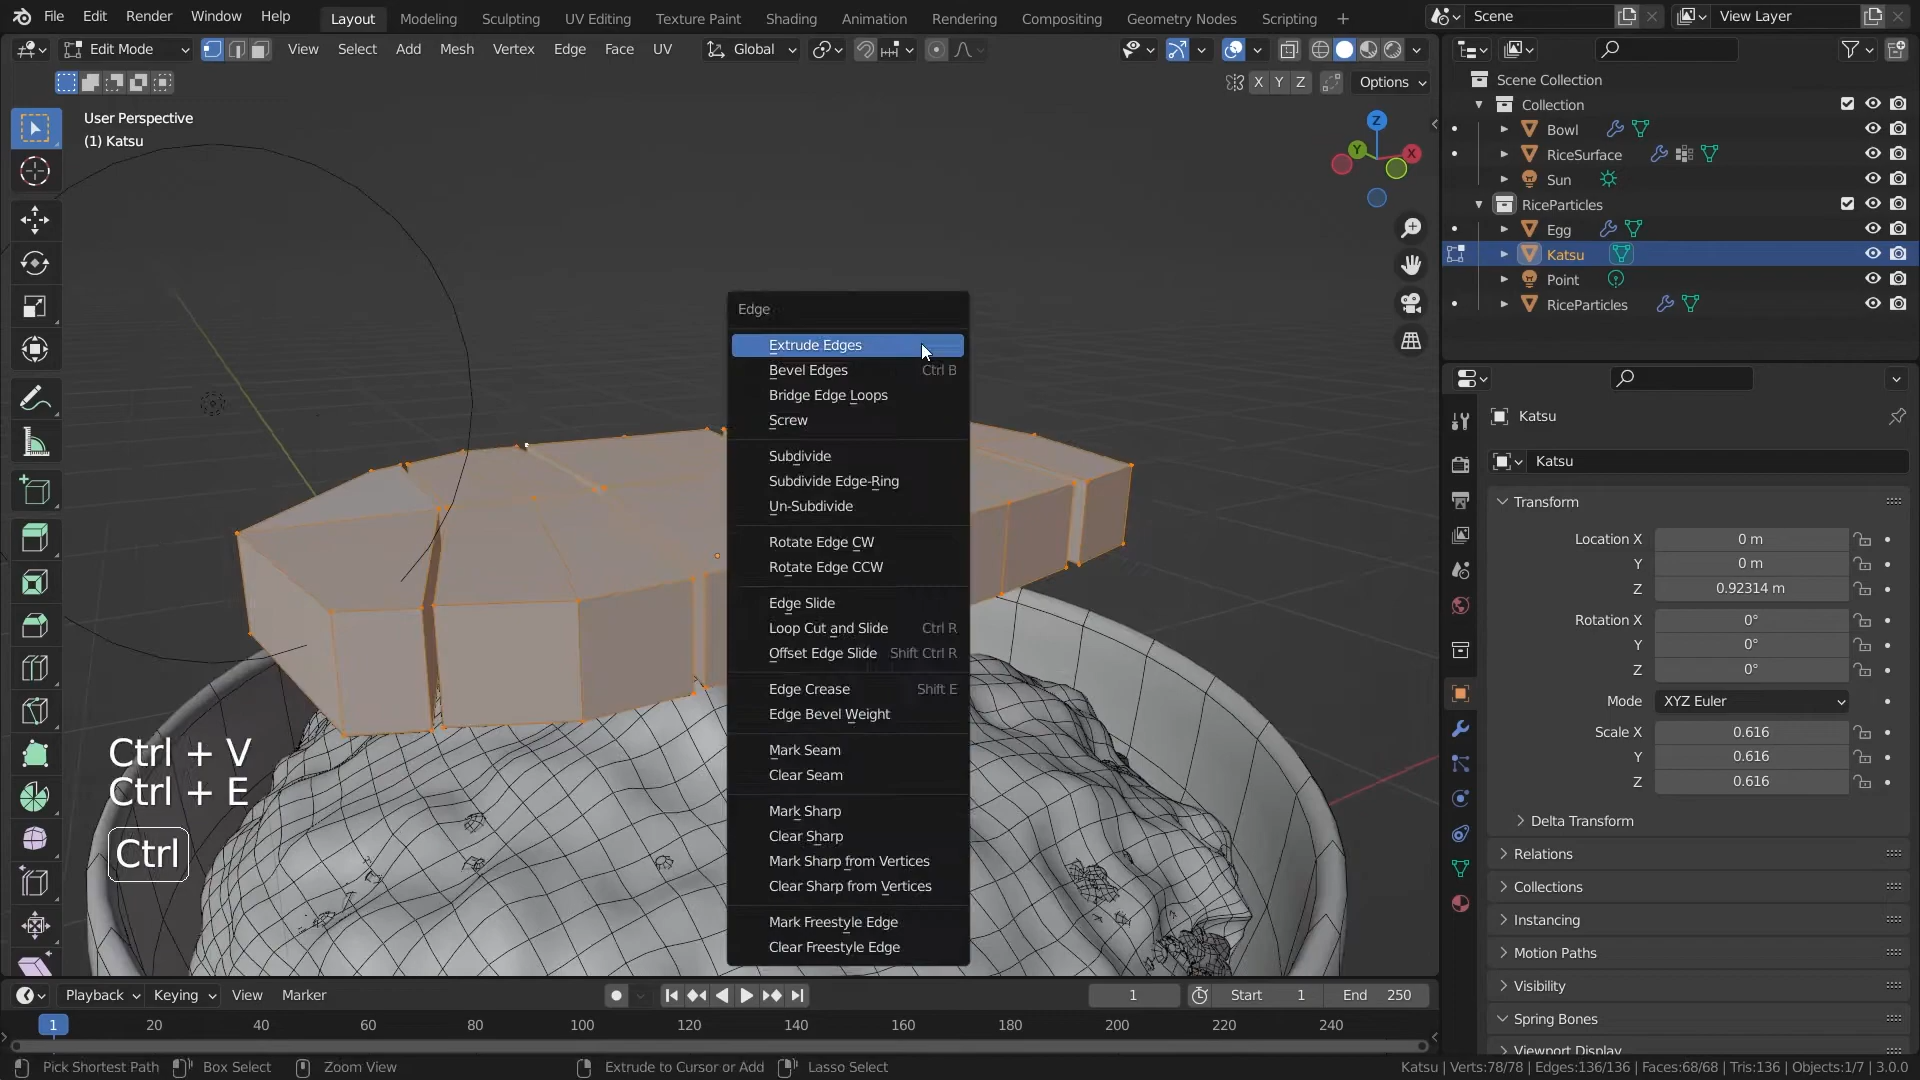 File Edit Render Window Help Layout Modeling Sculpting UV Editing Texture Paint Shading Animation Rendering Compositing Geometry Nodes Scripting Scene View Layer
Edit Mode View Select Add Mesh Vertex Edge Face UV Global
X Y Z Options
User Perspective
(1) Katsu
Z
Y
X
Edge
Extrude Edges
Bevel Edges Ctrl B
Bridge Edge Loops
Screw
Subdivide
Subdivide Edge-Ring
Un-Subdivide
Rotate Edge CW
Rotate Edge CCW
Edge Slide
Loop Cut and Slide Ctrl R
Offset Edge Slide Shift Ctrl R
Edge Crease Shift E
Edge Bevel Weight
Mark Seam
Clear Seam
Mark Sharp
Clear Sharp
Mark Sharp from Vertices
Clear Sharp from Vertices
Mark Freestyle Edge
Clear Freestyle Edge
Ctrl + V
Ctrl + E
Ctrl
Scene Collection
Collection
Bowl
RiceSurface
Sun
RiceParticles
Egg
Katsu
Point
RiceParticles
Katsu
Katsu
Transform
Location X 0 m
Y 0 m
Z 0.92314 m
Rotation X 0°
Y 0°
Z 0°
Mode XYZ Euler
Scale X 0.616
Y 0.616
Z 0.616
Delta Transform
Relations
Collections
Instancing
Motion Paths
Visibility
Spring Bones
Viewport Display
Playback Keying View Marker 1 Start 1 End 250
1 20 40 60 80 100 120 140 160 180 200 220 240
Pick Shortest Path Box Select Zoom View Extrude to Cursor or Add Lasso Select Katsu | Verts:78/78 | Edges:136/136 | Faces:68/68 | Tris:136 | Objects:1/7 | 3.0.0